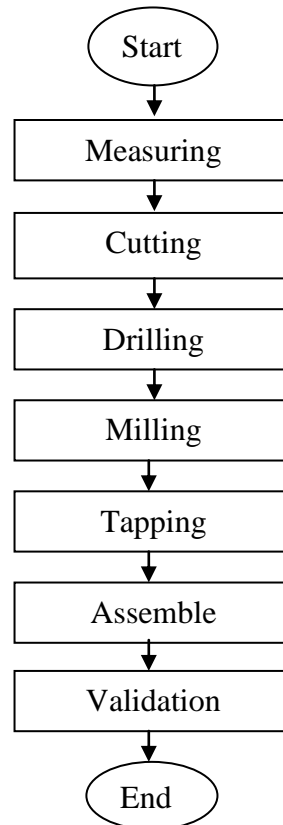 Start
Measuring
Cutting
Drilling
Milling
Tapping
Assemble
Validation
End